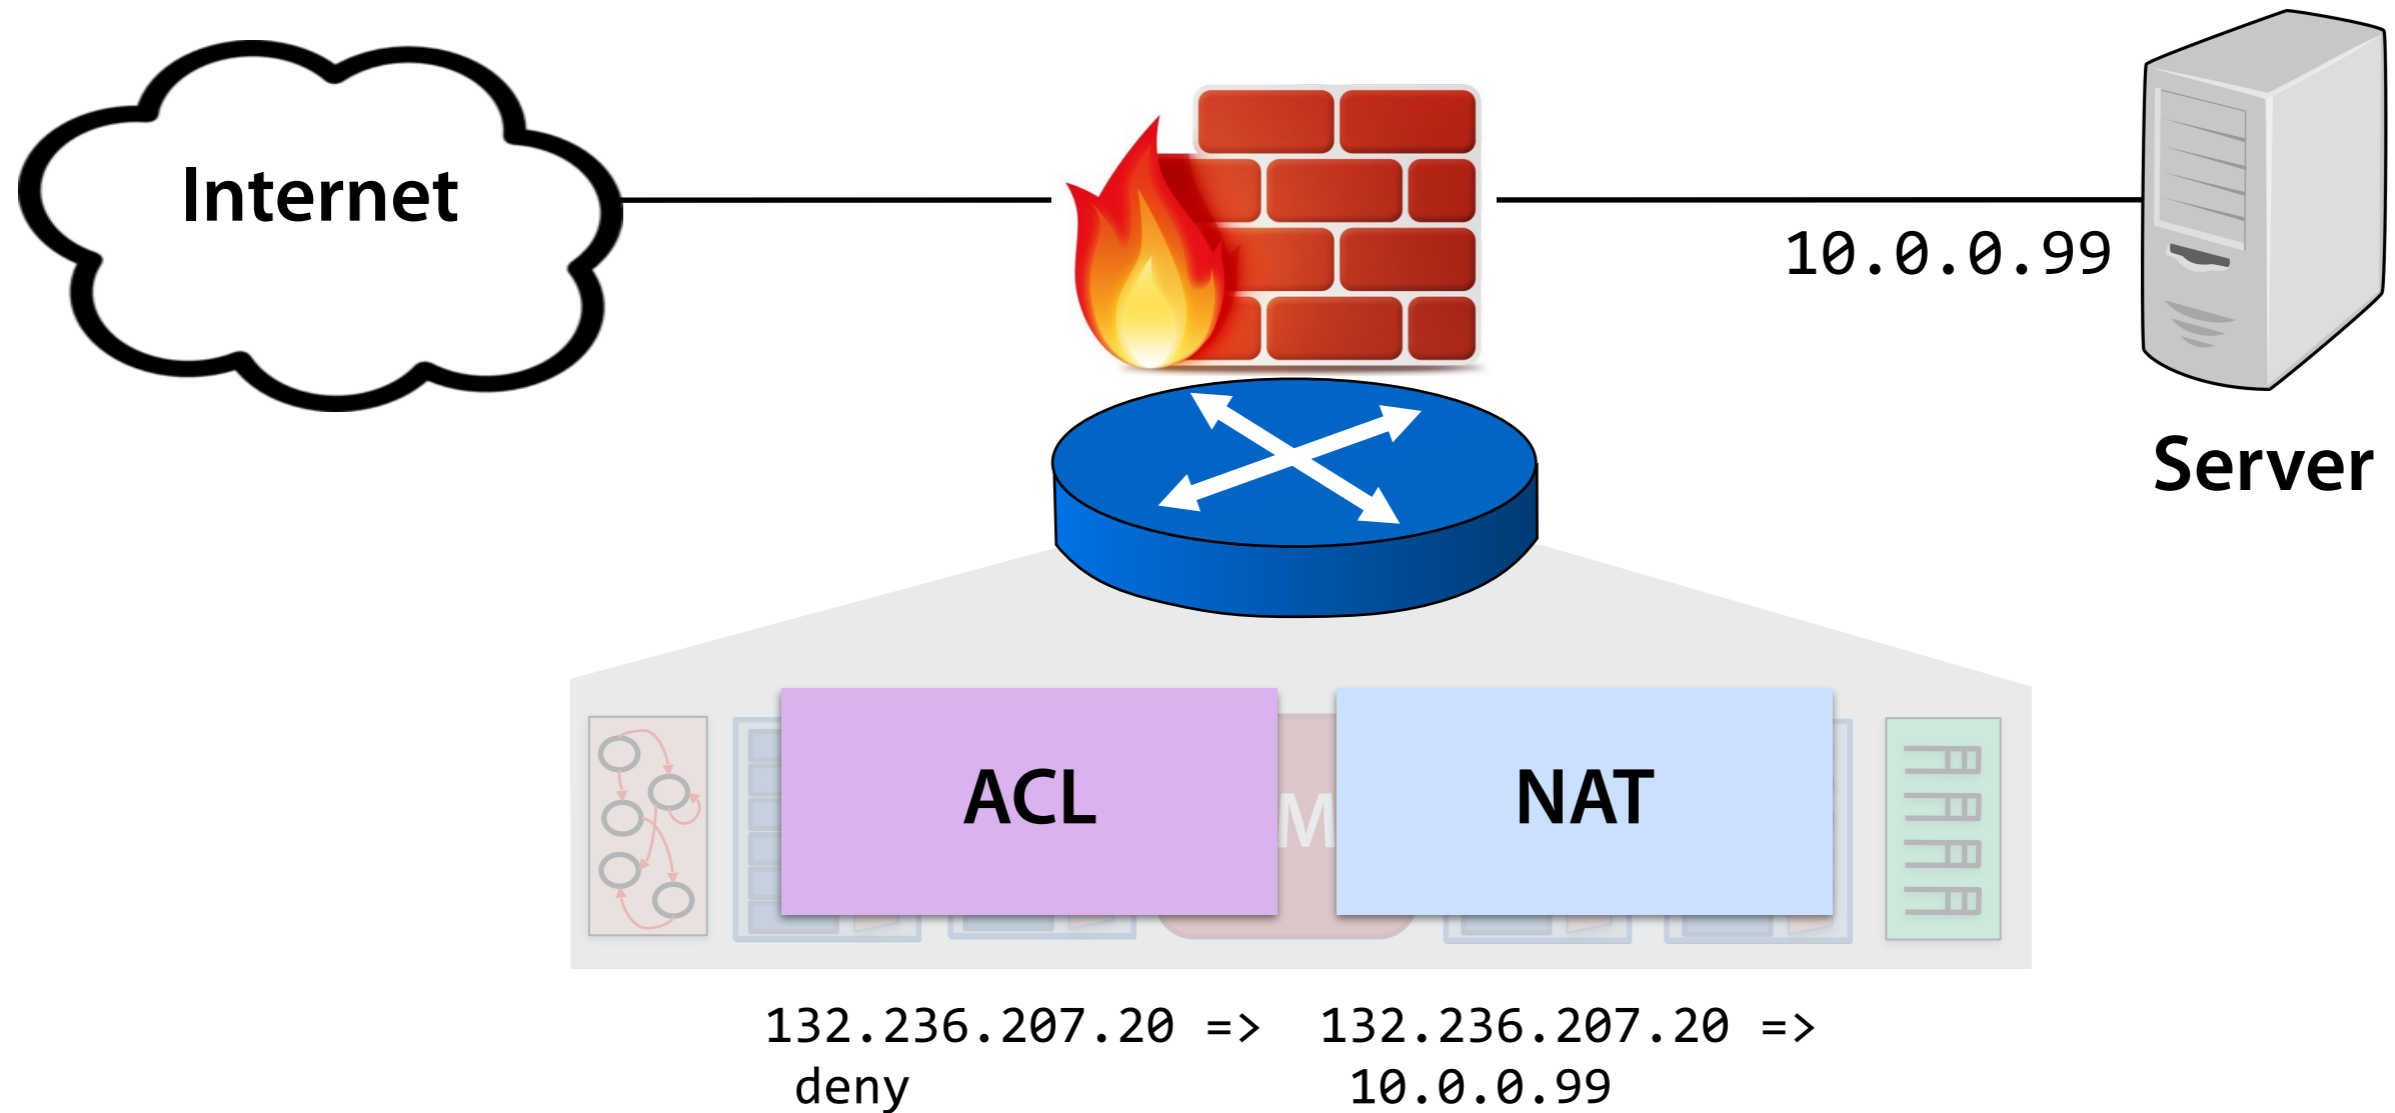 Internet
10.0.0.99
Server
ACL
M
NAT
132.236.207.20 =>
deny
132.236.207.20 =>
10.0.0.99